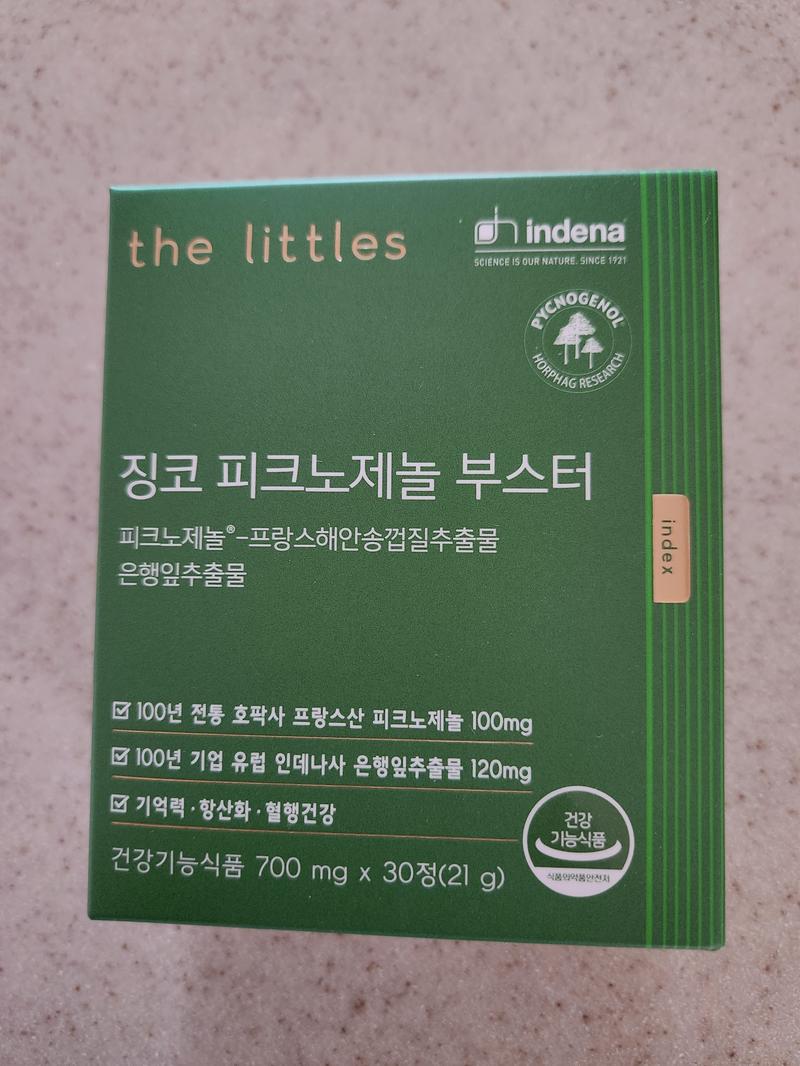 the littles
indena
SCIENCE IS OUR NATURE. SINCE 1921
PYCNOGENOL
HORPHAG RESEARCH
징코 피크노제놀 부스터
피크노제놀®-프랑스해안송껍질추출물
은행잎추출물
index
100년 전통 호팍사 프랑스산 피크노제놀 100mg
100년 기업 유럽 인데나사 은행잎추출물 120mg
기억력·항산화·혈행건강
건강기능식품 700 mg x 30정(21 g)
건강
기능식품
식품의약품안전처